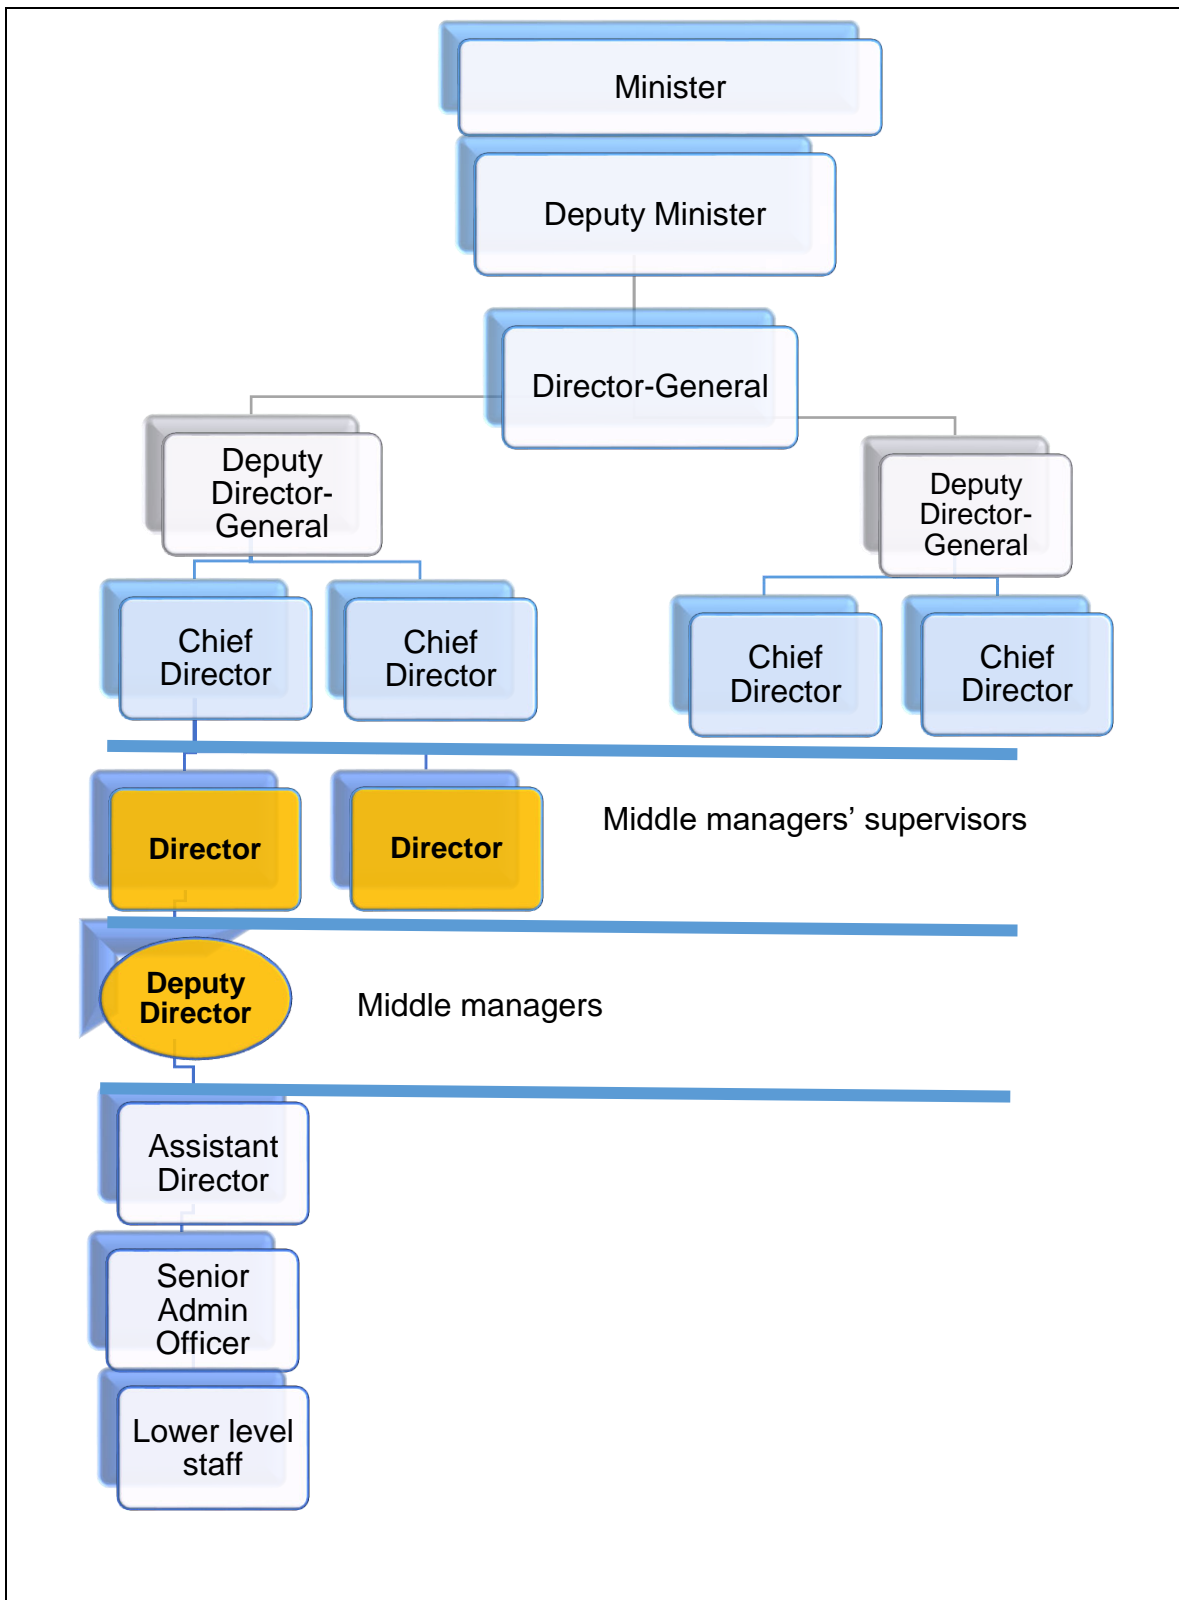 Minister
Deputy Minister
Director-General
Deputy
Director-
General
Deputy
Director-
General
Chief
Director
Chief
Director
Chief
Director
Chief
Director
Director
Director
Middle managers’ supervisors
Deputy
Director
Middle managers
Assistant
Director
Senior
Admin
Officer
Lower level
staff